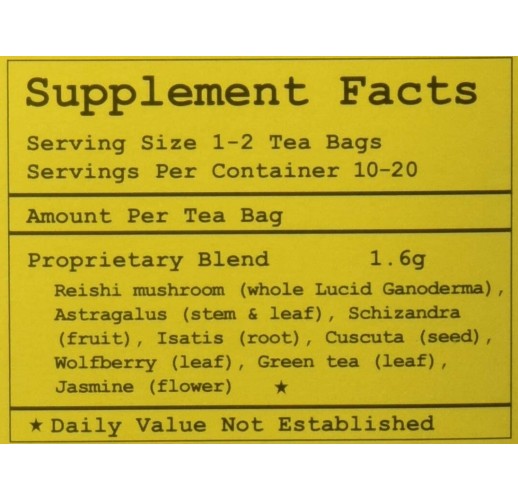 Supplement Facts
Serving Size 1-2 Tea Bags
Servings Per Container 10-20
Amount Per Tea Bag
Proprietary Blend 1.6g
Reishi mushroom (whole Lucid Ganoderma),
Astragalus (stem & leaf), Schizandra
(fruit), Isatis (root), Cuscuta (seed),
Wolfberry (leaf), Green tea (leaf),
Jasmine (flower) ★
★ Daily Value Not Established